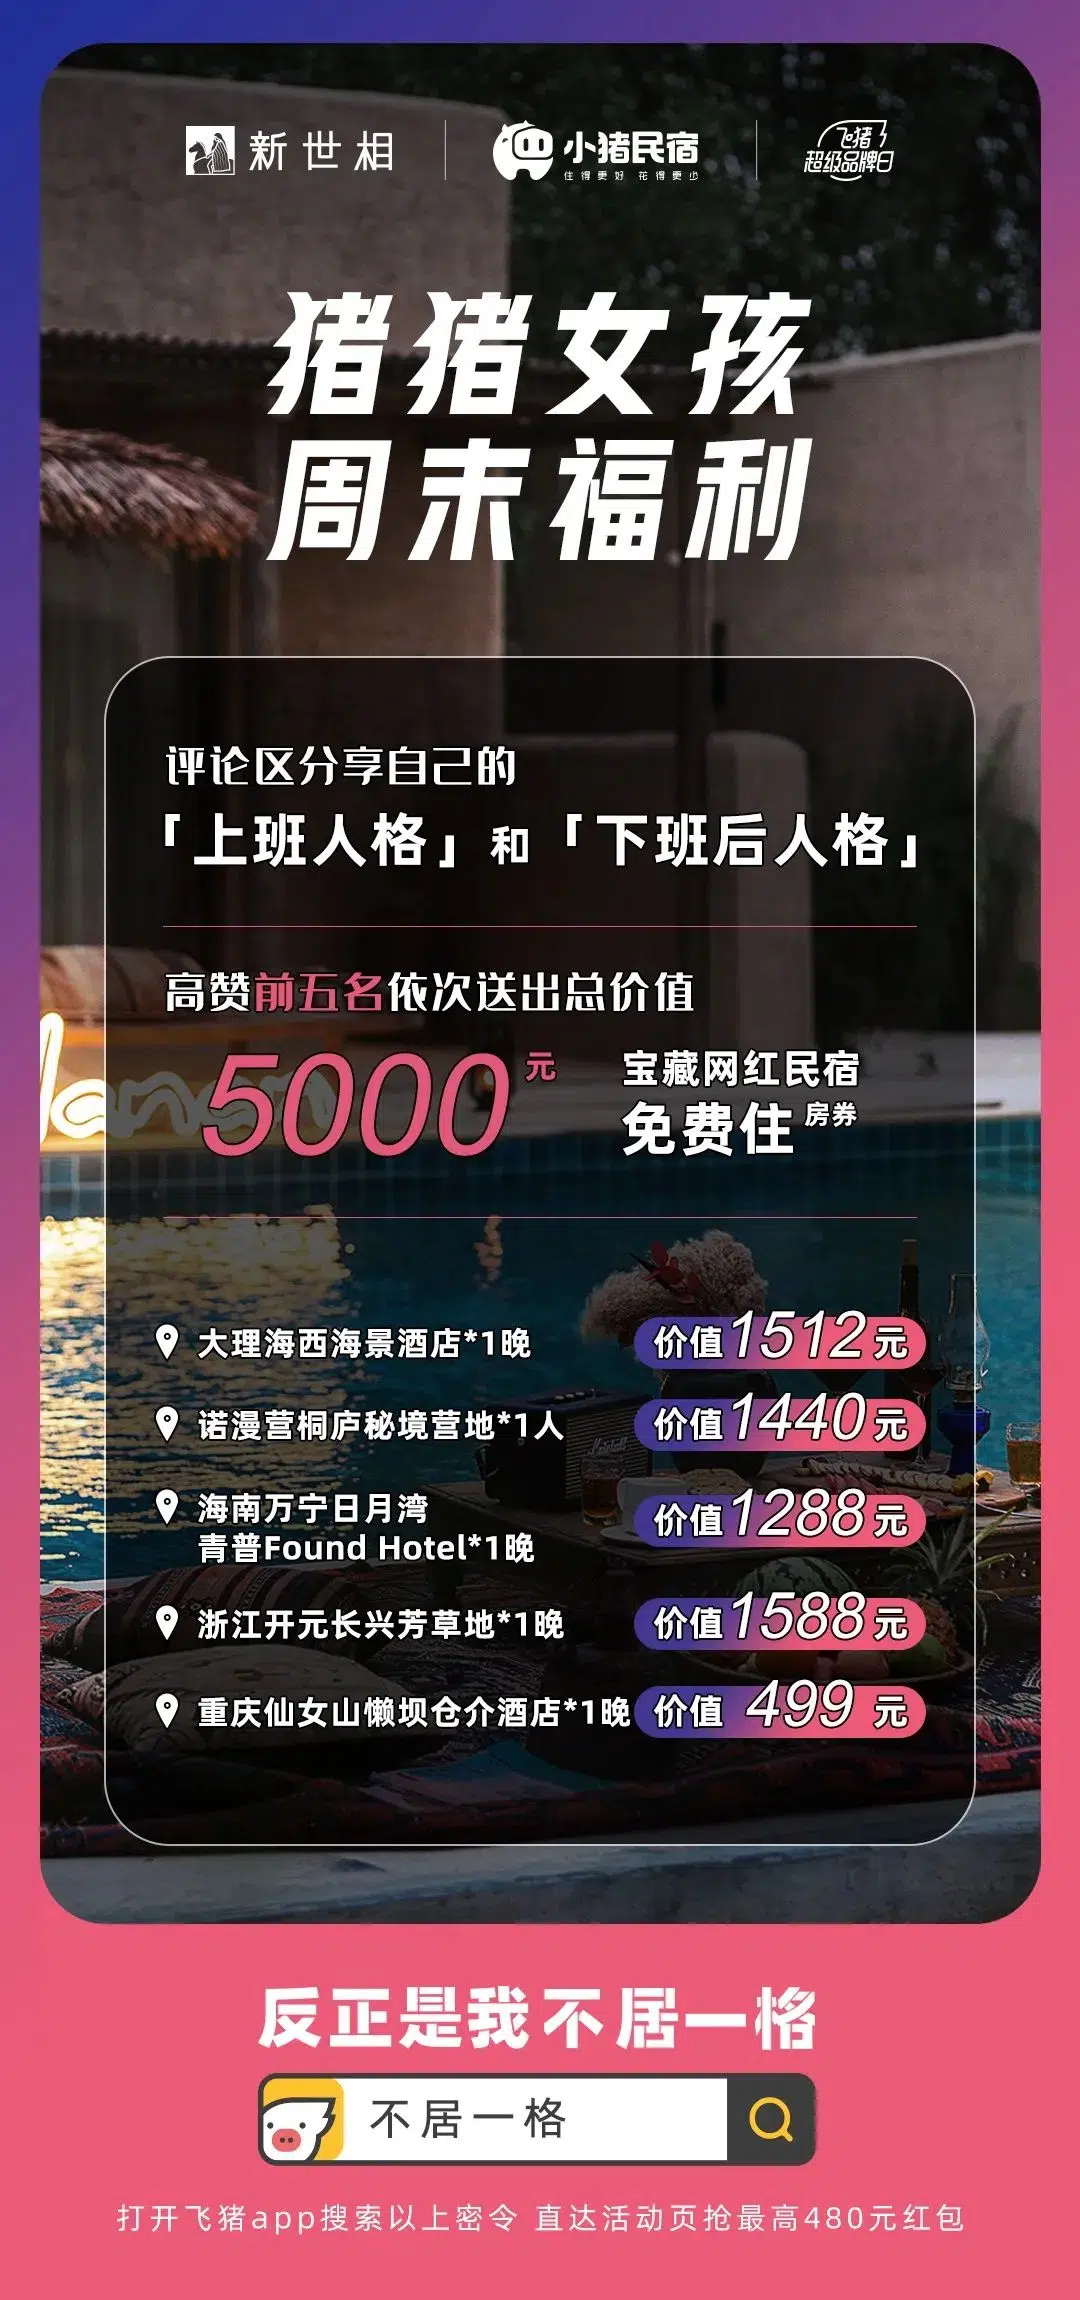 新世相
小猪民宿
住得更好 花得更少
飞猪
超级品牌日
猪猪女孩
周末福利
评论区分享自己的
「上班人格」和「下班后人格」
高赞前五名依次送出总价值
5000元
宝藏网红民宿
免费住房券
大理海西海景酒店*1晚 价值1512元
诺漫营桐庐秘境营地*1人 价值1440元
海南万宁日月湾
青普Found Hotel*1晚 价值1288元
浙江开元长兴芳草地*1晚 价值1588元
重庆仙女山懒坝仓介酒店*1晚 价值 499 元
反正是我不居一格
不居一格
打开飞猪app搜索以上密令 直达活动页抢最高480元红包